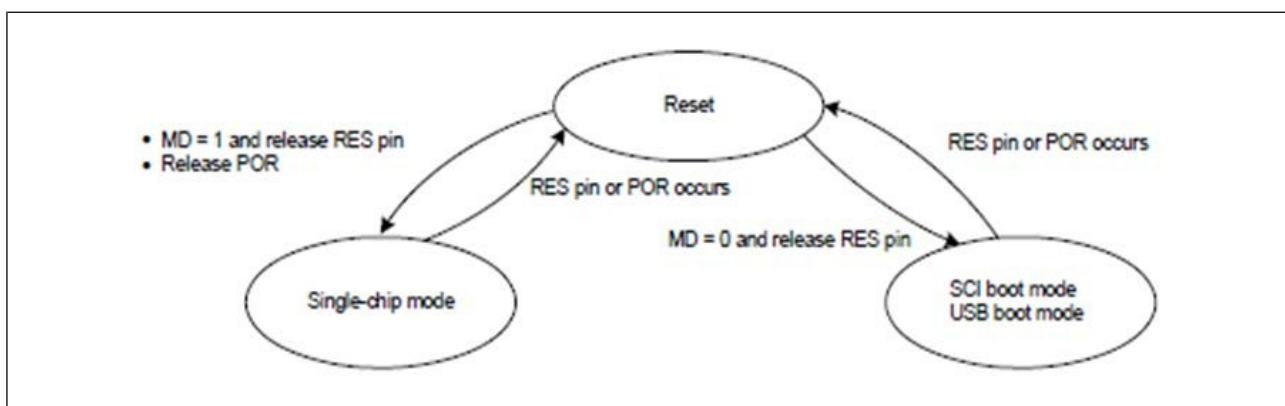 Reset
• MD = 1 and release RES pin
• Release POR
RES pin or POR occurs
RES pin or POR occurs
MD = 0 and release RES pin
Single-chip mode
SCI boot mode
USB boot mode